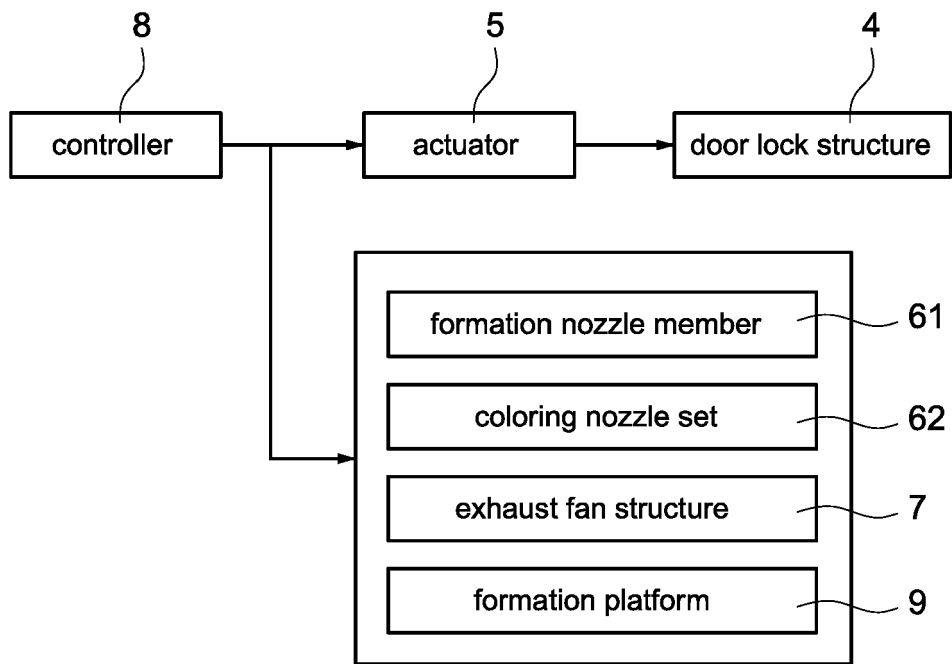 8
5
4
controller
actuator
door lock structure
formation nozzle member
61
coloring nozzle set
62
exhaust fan structure
7
formation platform
9